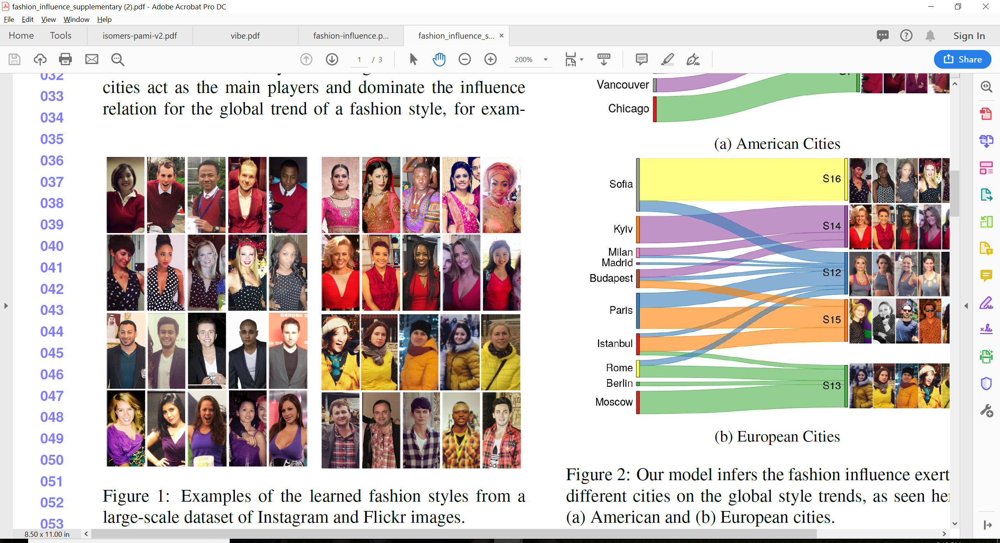 fashion_influence_supplementary (2).pdf - Adobe Acrobat Pro DC
File Edit View Window Help
Home Tools isomers-pami-v2.pdf vibe.pdf fashion-influence.p... fashion_influence_s... × Sign In
1 / 3 200% Share
032
033
034
035
036
037
038
039
040
041
042
043
044
045
046
047
048
049
050
051
052
053
cities act as the main players and dominate the influence
relation for the global trend of a fashion style, for exam-
Figure 1: Examples of the learned fashion styles from a
large-scale dataset of Instagram and Flickr images.
Vancouver
Chicago
S7
(a) American Cities
Sofia
Kyiv
Milan
Madrid
Budapest
Paris
Istanbul
Rome
Berlin
Moscow
S16
S14
S12
S15
S13
(b) European Cities
Figure 2: Our model infers the fashion influence exert
different cities on the global style trends, as seen her
(a) American and (b) European cities.
8.50 x 11.00 in